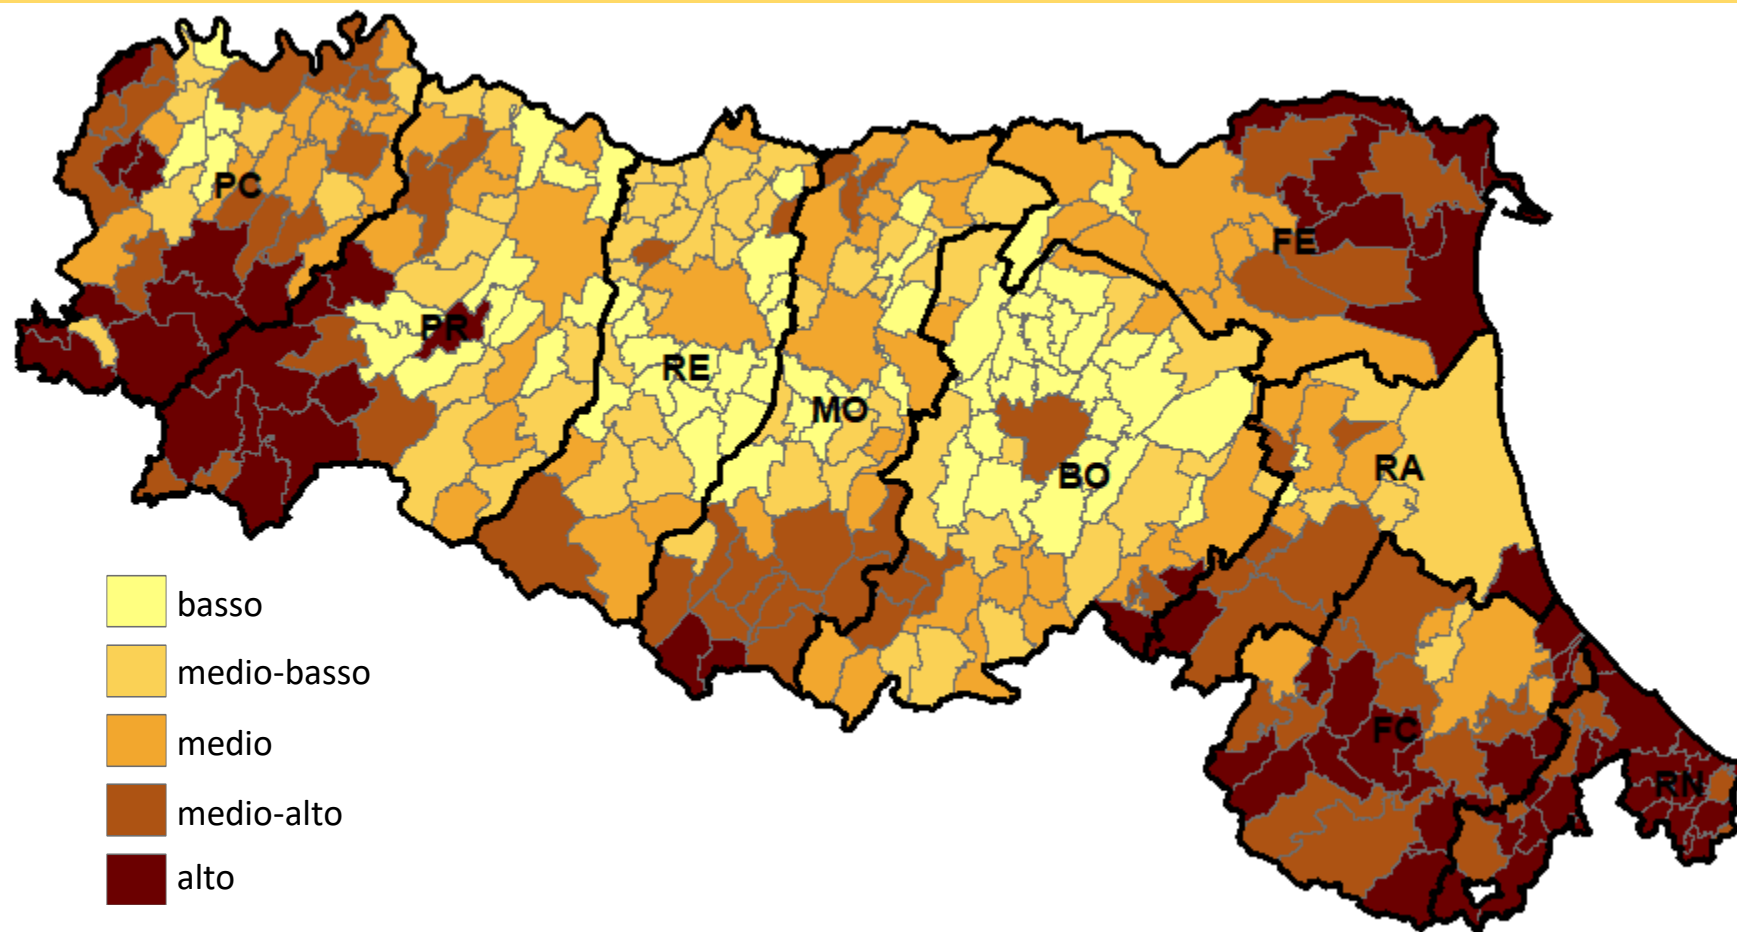 PC
FE
PR
RE
MO
BO
RA
FC
RN
basso
medio-basso
medio
medio-alto
alto